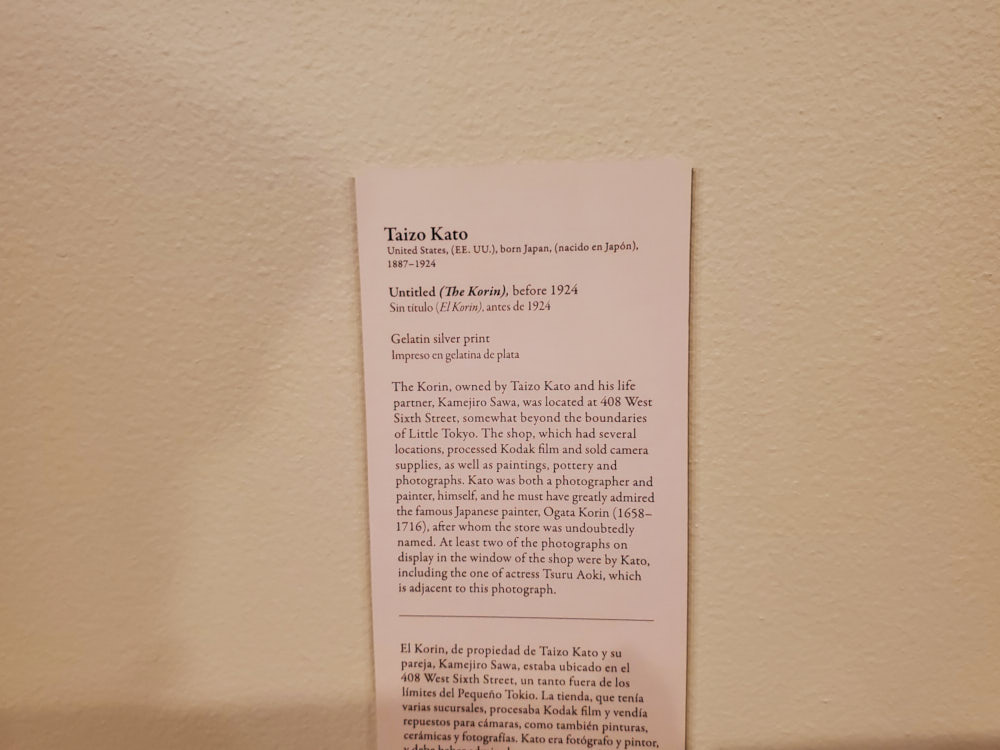 Taizo Kato
United States, (EE. UU.), born Japan, (nacido en Japón),
1887–1924
Untitled (The Korin), before 1924
Sin título (El Korin), antes de 1924
Gelatin silver print
Impreso en gelatina de plata
The Korin, owned by Taizo Kato and his life
partner, Kamejiro Sawa, was located at 408 West
Sixth Street, somewhat beyond the boundaries
of Little Tokyo. The shop, which had several
locations, processed Kodak film and sold camera
supplies, as well as paintings, pottery and
photographs. Kato was both a photographer and
painter, himself, and he must have greatly admired
the famous Japanese painter, Ogata Korin (1658–
1716), after whom the store was undoubtedly
named. At least two of the photographs on
display in the window of the shop were by Kato,
including the one of actress Tsuru Aoki, which
is adjacent to this photograph.
El Korin, de propiedad de Taizo Kato y su
pareja, Kamejiro Sawa, estaba ubicado en el
408 West Sixth Street, un tanto fuera de los
límites del Pequeño Tokio. La tienda, que tenía
varias sucursales, procesaba Kodak film y vendía
repuestos para cámaras, como también pinturas,
cerámicas y fotografías. Kato era fotógrafo y pintor,